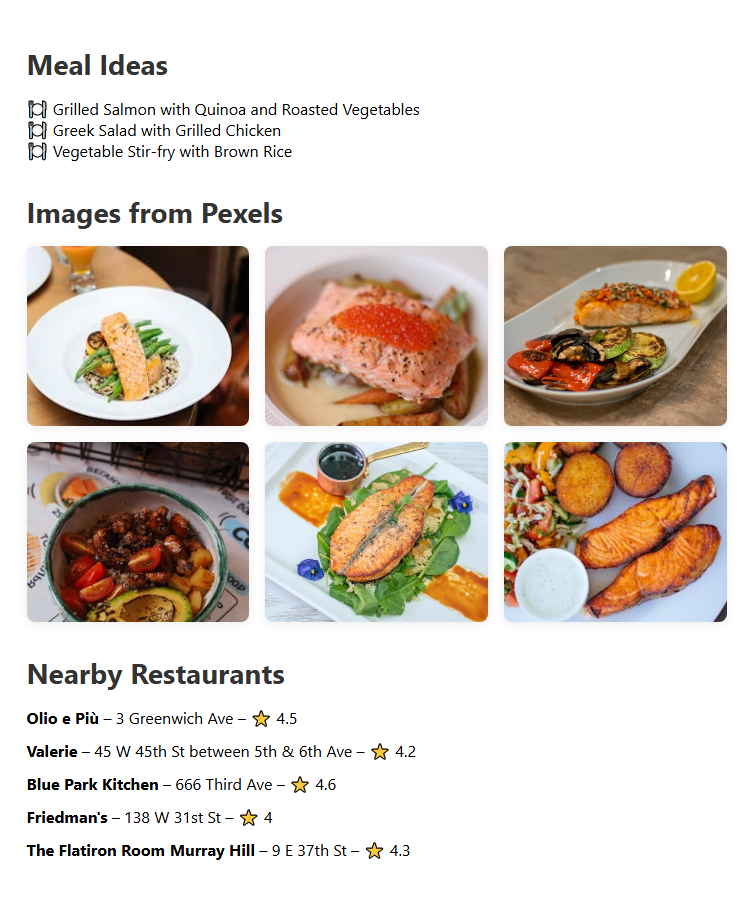 Meal Ideas
🍽 Grilled Salmon with Quinoa and Roasted Vegetables
🍽 Greek Salad with Grilled Chicken
🍽 Vegetable Stir-fry with Brown Rice
Images from Pexels
Nearby Restaurants
Olio e Più – 3 Greenwich Ave – ⭐ 4.5
Valerie – 45 W 45th St between 5th & 6th Ave – ⭐ 4.2
Blue Park Kitchen – 666 Third Ave – ⭐ 4.6
Friedman's – 138 W 31st St – ⭐ 4
The Flatiron Room Murray Hill – 9 E 37th St – ⭐ 4.3